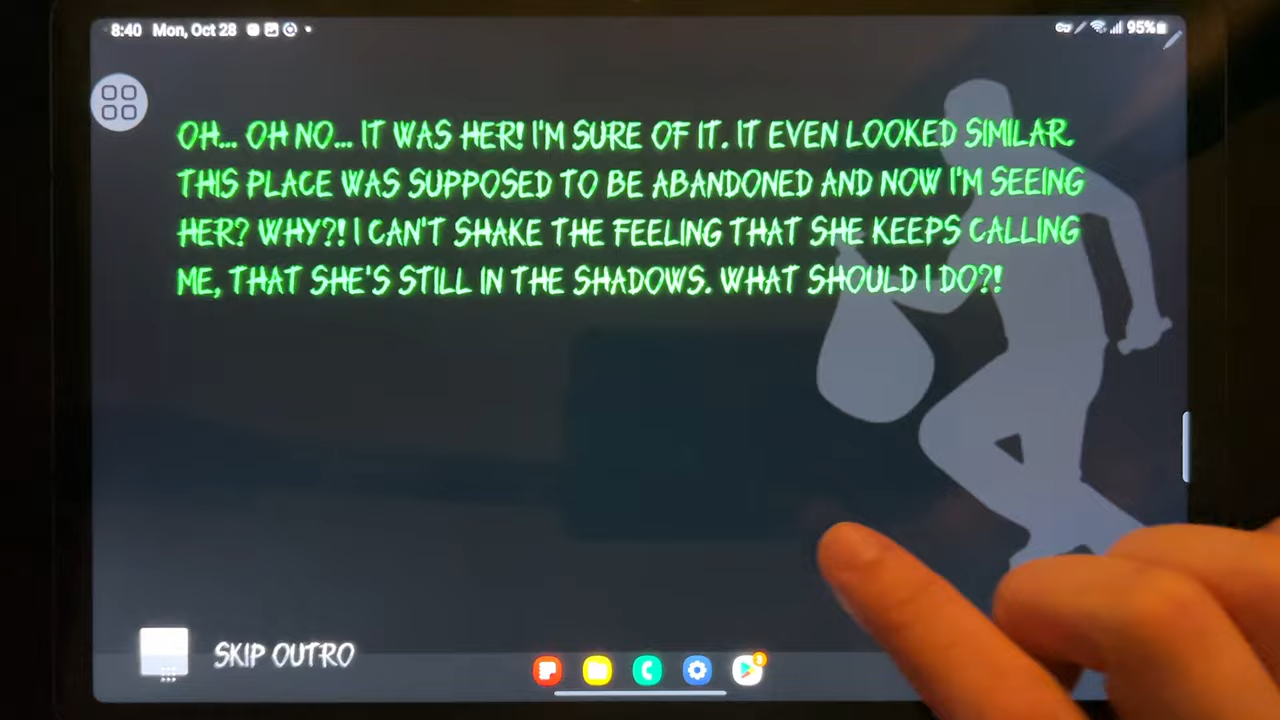 8:40 Mon, Oct 28
95%
OH... OH NO... IT WAS HER! I'M SURE OF IT. IT EVEN LOOKED SIMILAR.
THIS PLACE WAS SUPPOSED TO BE ABANDONED AND NOW I'M SEEING
HER? WHY?! I CAN'T SHAKE THE FEELING THAT SHE KEEPS CALLING
ME, THAT SHE'S STILL IN THE SHADOWS. WHAT SHOULD I DO?!
SKIP OUTRO
3